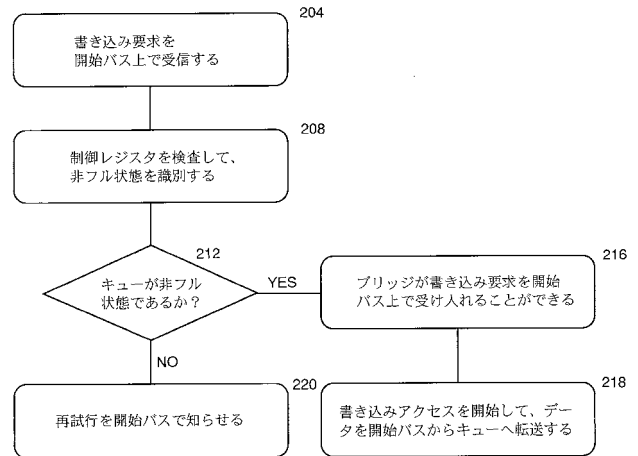 204
書き込み要求を
開始バス上で受信する
208
制御レジスタを検査して、
非フル状態を識別する
212
キューが非フル
状態であるか？
YES
NO
216
ブリッジが書き込み要求を開始
バス上で受け入れることができる
220
再試行を開始バスで知らせる
218
書き込みアクセスを開始して、デー
タを開始バスからキューへ転送する